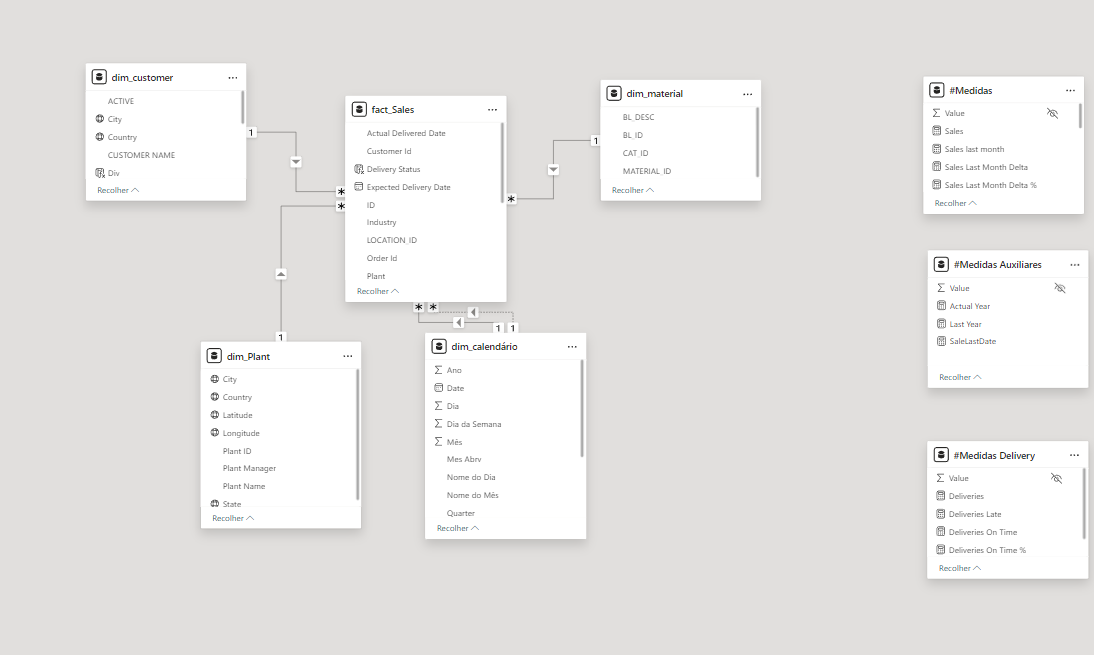 dim_customer
ACTIVE
City
Country
CUSTOMER NAME
Div
Recolher
1
*
fact_Sales
Actual Delivered Date
Customer Id
Delivery Status
Expected Delivery Date
ID
Industry
LOCATION_ID
Order Id
Plant
Recolher
*
*
dim_material
BL_DESC
BL_ID
CAT_ID
MATERIAL_ID
Recolher
1
#Medidas
Value
Sales
Sales last month
Sales Last Month Delta
Sales Last Month Delta %
Recolher
#Medidas Auxiliares
Value
Actual Year
Last Year
SaleLastDate
Recolher
1
dim_Plant
City
Country
Latitude
Longitude
Plant ID
Plant Manager
Plant Name
State
Recolher
* *
1 1
dim_calendário
Ano
Date
Dia
Dia da Semana
Mês
Mes Abrv
Nome do Dia
Nome do Mês
Quarter
Recolher
#Medidas Delivery
Value
Deliveries
Deliveries Late
Deliveries On Time
Deliveries On Time %
Recolher